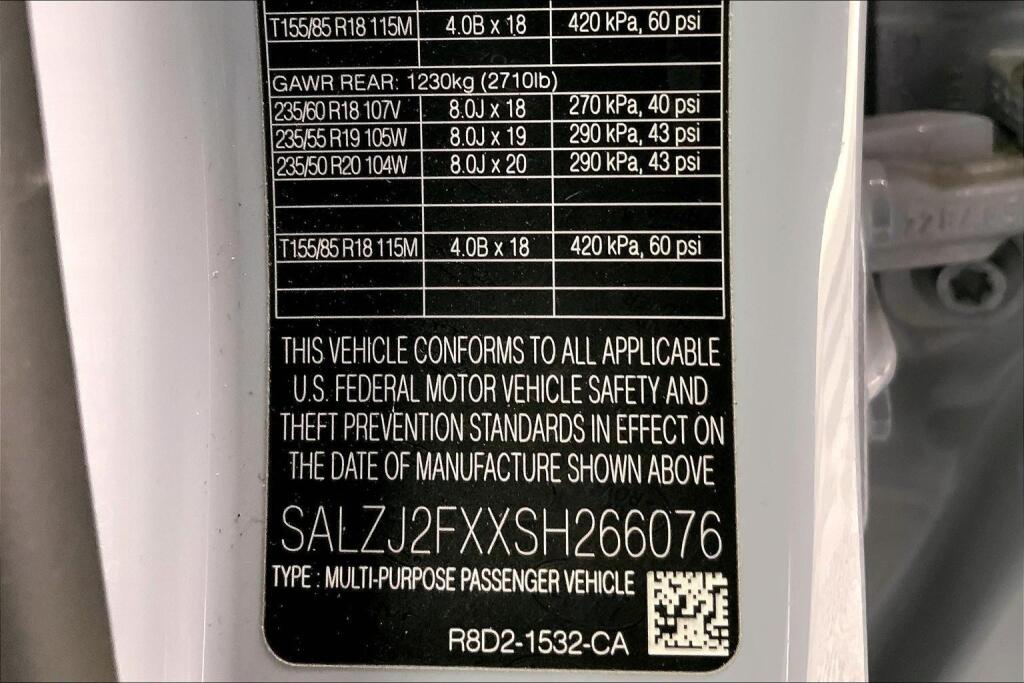 T155/85 R18 115M 4.0B x 18 420 kPa, 60 psi
GAWR REAR: 1230kg (2710lb)
235/60 R18 107V 8.0J x 18 270 kPa, 40 psi
235/55 R19 105W 8.0J x 19 290 kPa, 43 psi
235/50 R20 104W 8.0J x 20 290 kPa, 43 psi
T155/85 R18 115M 4.0B x 18 420 kPa, 60 psi
THIS VEHICLE CONFORMS TO ALL APPLICABLE
U.S. FEDERAL MOTOR VEHICLE SAFETY AND
THEFT PREVENTION STANDARDS IN EFFECT ON
THE DATE OF MANUFACTURE SHOWN ABOVE
SALZJ2FXXSH266076
TYPE : MULTI-PURPOSE PASSENGER VEHICLE
R8D2-1532-CA